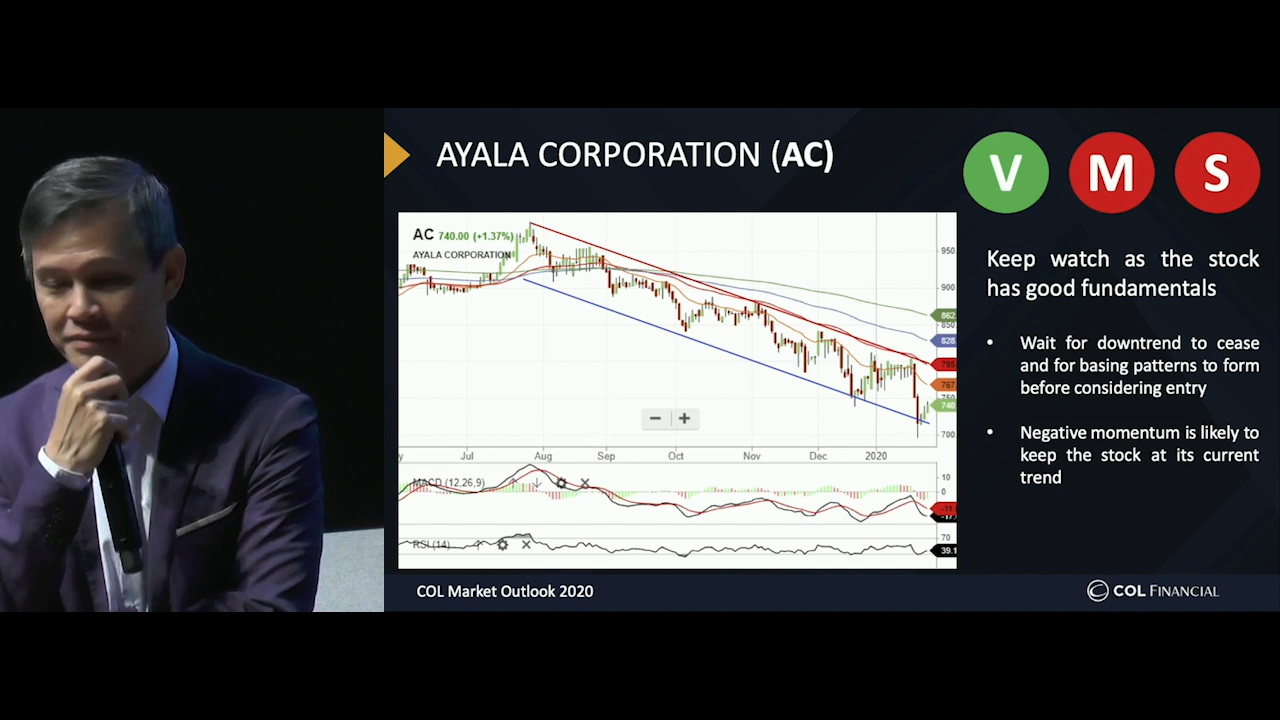 AYALA CORPORATION (AC)
V M S
AC 740.00 (+1.37%)
AYALA CORPORATION
950
900
862
850
828
795
767
750
740
700
Jul Aug Sep Oct Nov Dec 2020
MACD (12,26,9)
10
0
RSI (14)
70
39.1
Keep watch as the stock
has good fundamentals
• Wait for downtrend to cease
and for basing patterns to form
before considering entry
• Negative momentum is likely to
keep the stock at its current
trend
COL Market Outlook 2020
COL FINANCIAL